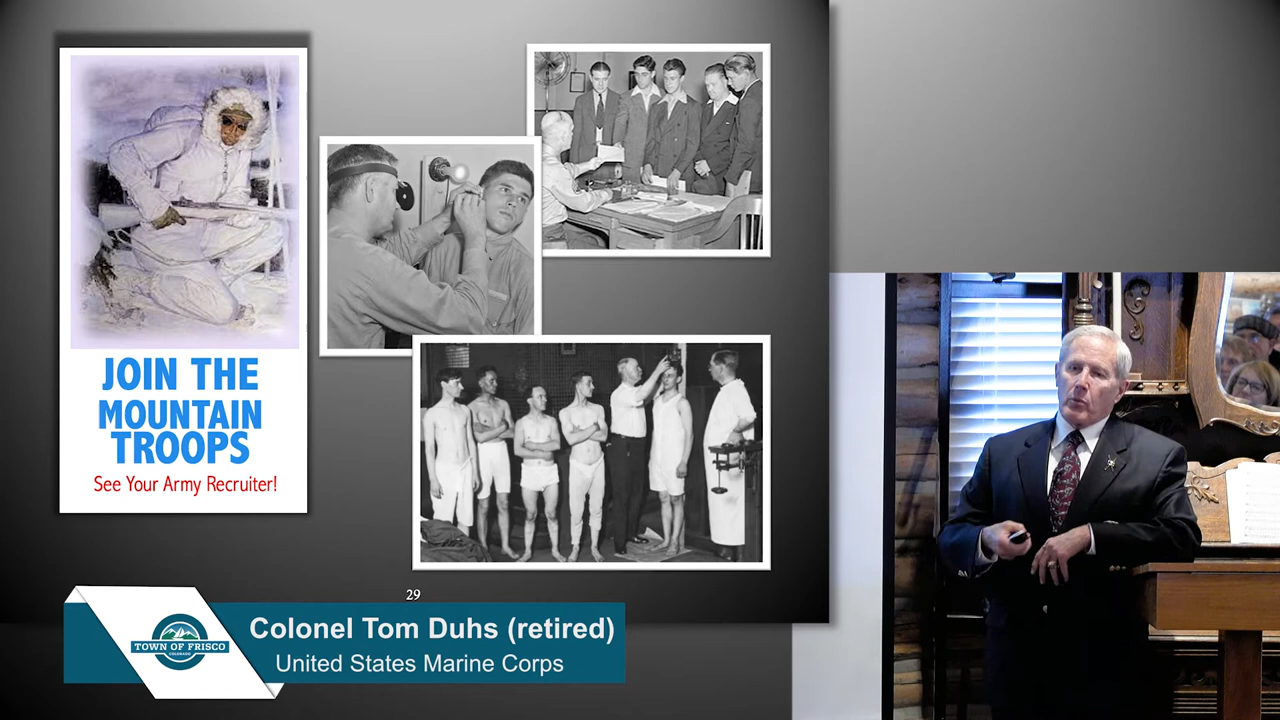 JOIN THE
MOUNTAIN
TROOPS
See Your Army Recruiter!
29
TOWN OF FRISCO
COLORADO
Colonel Tom Duhs (retired)
United States Marine Corps